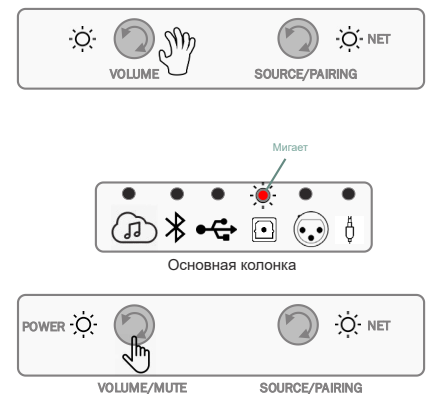 NET
VOLUME SOURCE/PAIRING
Мигает
Основная колонка
POWER NET
VOLUME/MUTE SOURCE/PAIRING